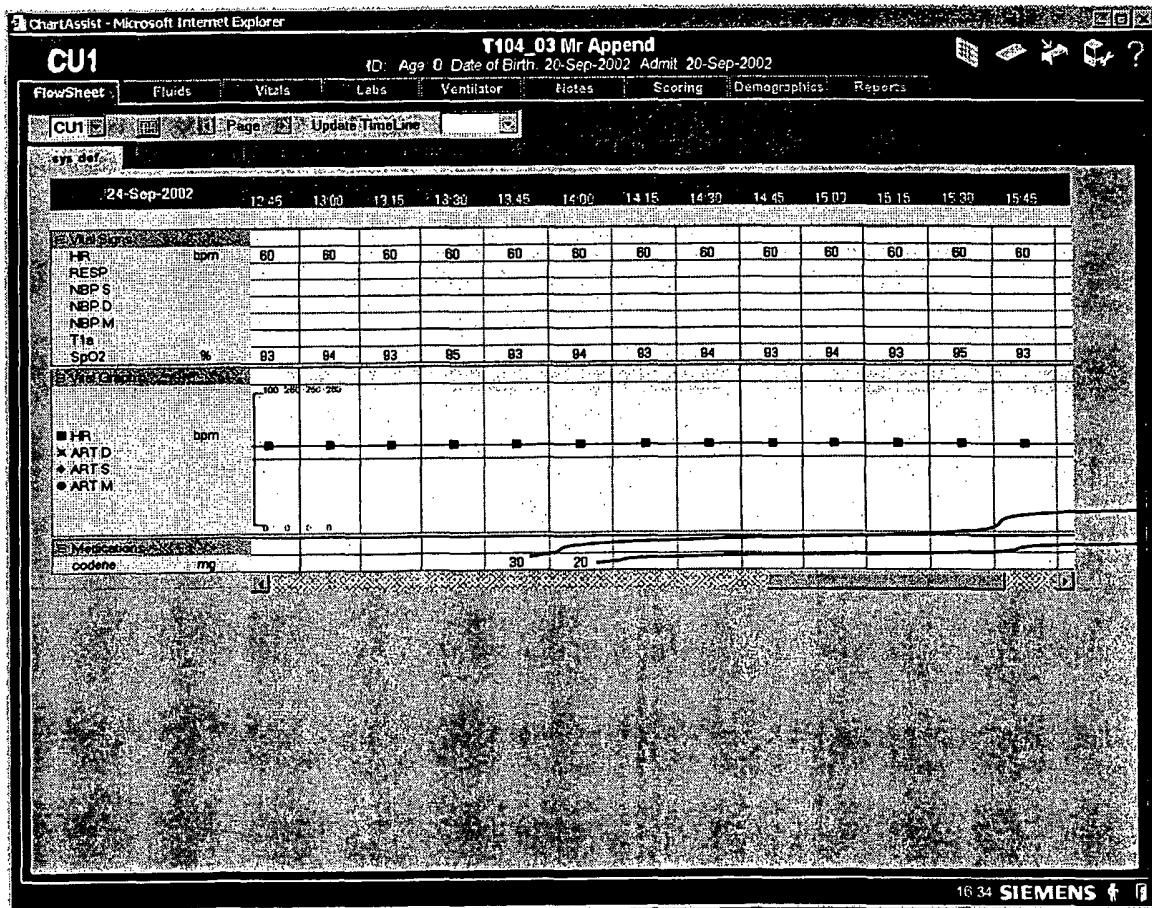 ChartAssist - Microsoft Internet Explorer
CU1
T104_03 Mr Append
ID: Age 0 Date of Birth. 20-Sep-2002 Admit 20-Sep-2002
FlowSheet Fluids Vitals Labs Ventilator Notes Scoring Demographics Reports
CU1 Page Update TimeLine
sys def
24-Sep-2002 12:45 13:00 13:15 13:30 13:45 14:00 14:15 14:30 14:45 15:00 15:15 15:30 15:45
Vital Signs
HR bpm 60 60 60 60 60 60 60 60 60 60 60 60 60
RESP
NBP S
NBP D
NBP M
T1a
SpO2 % 93 94 93 95 93 94 93 94 93 94 93 95 93
Vital Graphs
HR bpm
ART D
ART S
ART M
0 0 0 0
Medications
codene mg 30 20
16 34 SIEMENS